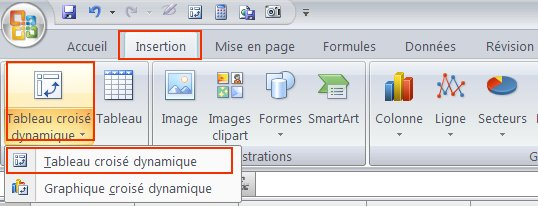 Accueil Insertion Mise en page Formules Données Révision
Tableau croisé dynamique
Tableau
Image
Images clipart
Formes
SmartArt
Colonne
Ligne
Secteurs
Tableau croisé dynamique
Graphique croisé dynamique